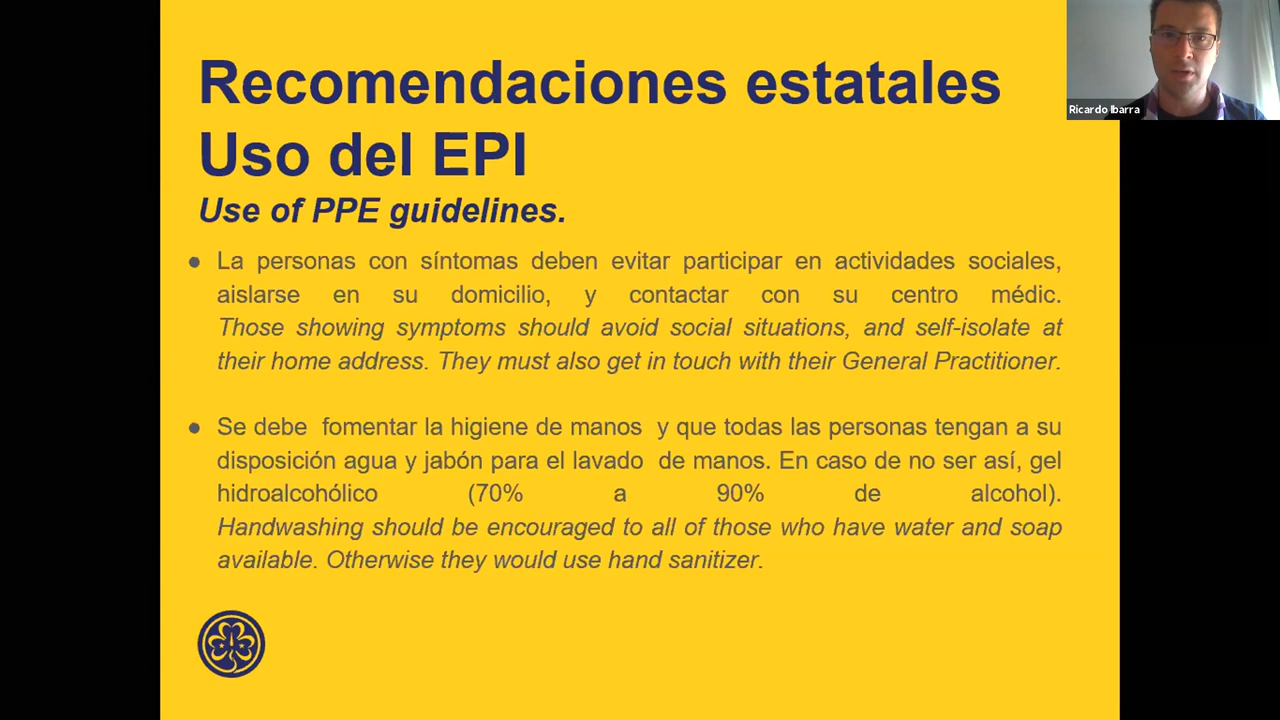 Recomendaciones estatales
Uso del EPI
Use of PPE guidelines.
Ricardo Ibarra
● La personas con síntomas deben evitar participar en actividades sociales,
aislarse en su domicilio, y contactar con su centro médic.
Those showing symptoms should avoid social situations, and self-isolate at
their home address. They must also get in touch with their General Practitioner.
● Se debe fomentar la higiene de manos y que todas las personas tengan a su
disposición agua y jabón para el lavado de manos. En caso de no ser así, gel
hidroalcohólico (70% a 90% de alcohol).
Handwashing should be encouraged to all of those who have water and soap
available. Otherwise they would use hand sanitizer.